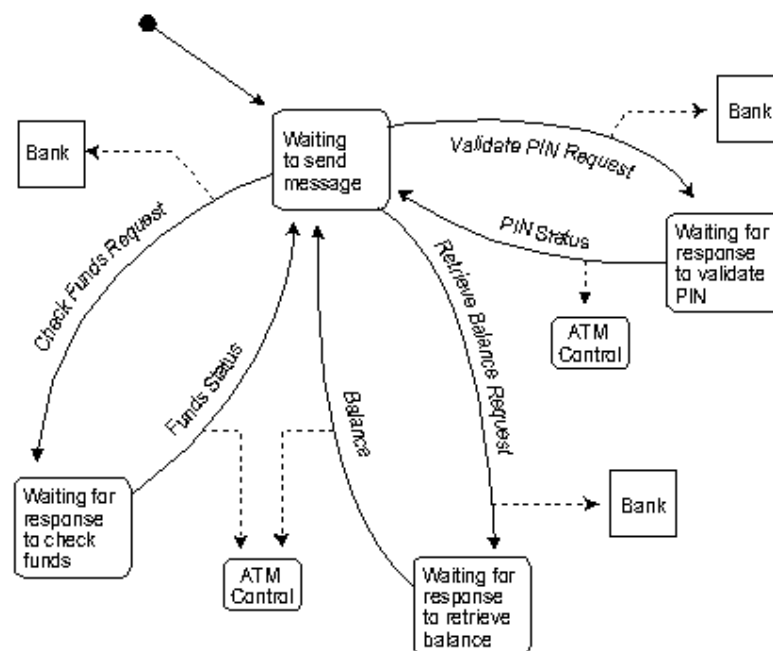 Bank
Waiting
to send
message
Validate PIN Request
Bank
Check Funds Request
PIN Status
Waiting for
response
to validate
PIN
Retrieve Balance Request
ATM
Control
Funds Status
Balance
Waiting for
response
to check
funds
Bank
ATM
Control
Waiting for
response
to retrieve
balance